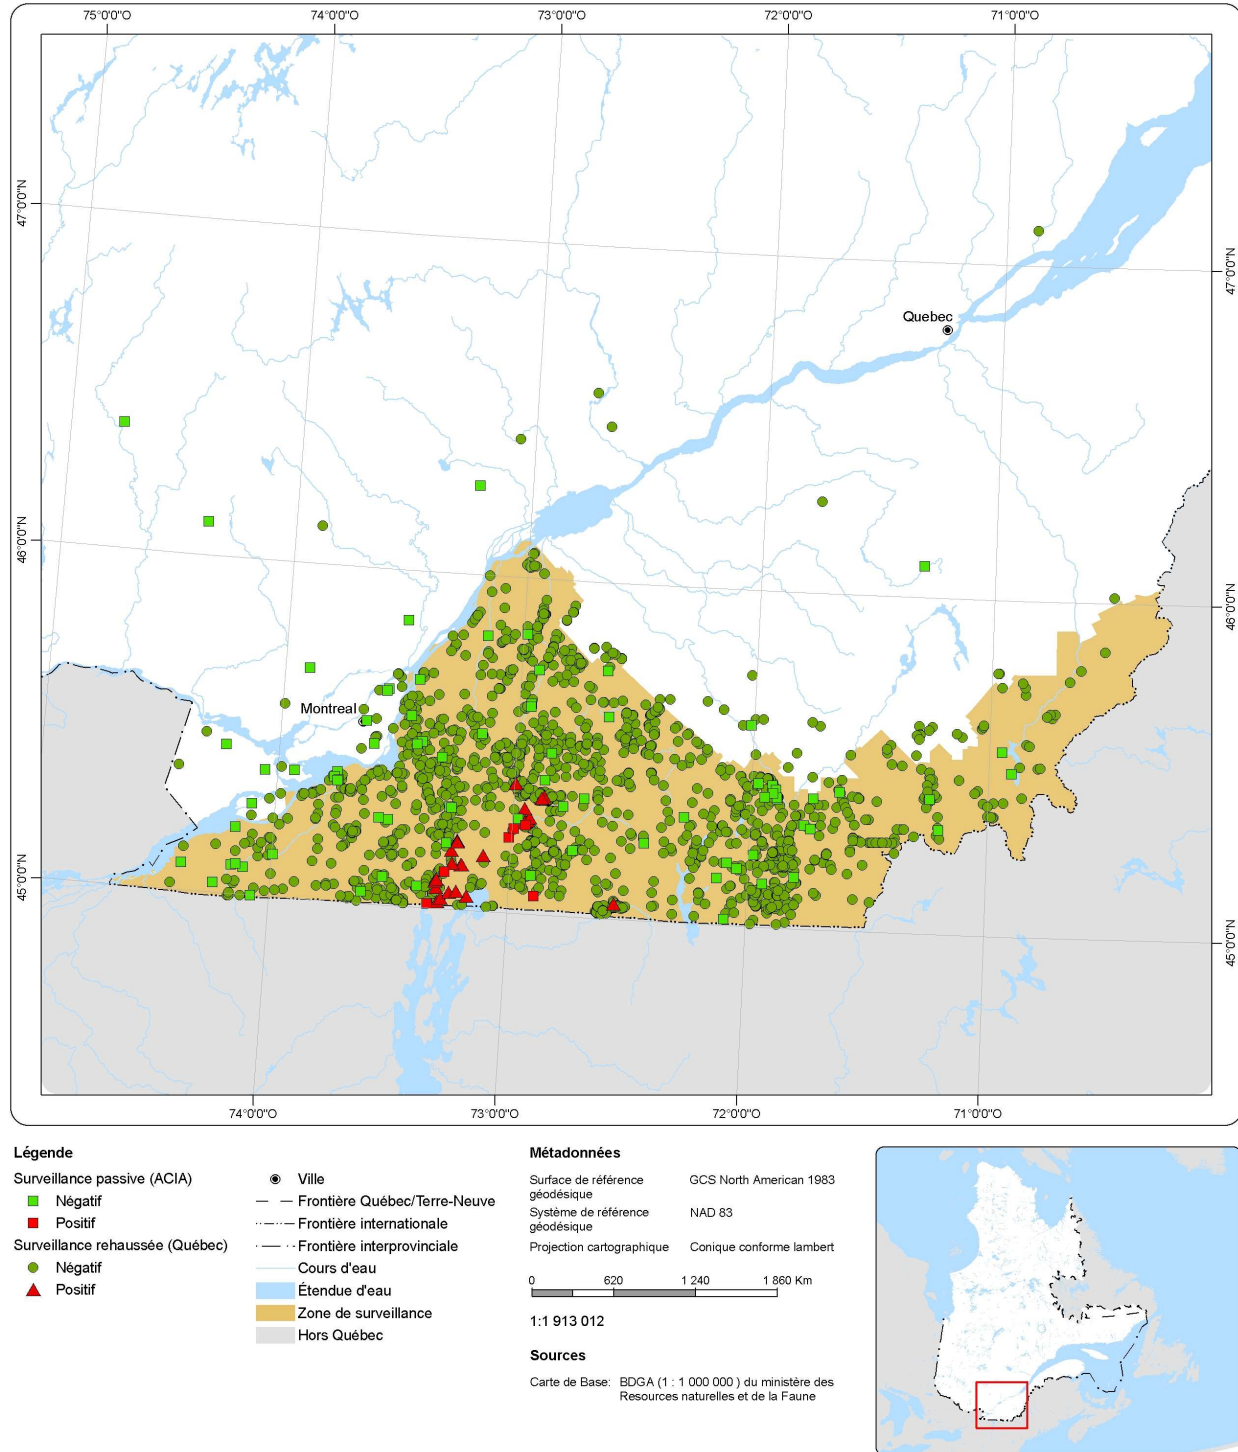 75°0'0"O 74°0'0"O 73°0'0"O 72°0'0"O 71°0'0"O
47°0'0"N
47°0'0"N
Quebec
46°0'0"N
46°0'0"N
Montreal
45°0'0"N
45°0'0"N
74°0'0"O 73°0'0"O 72°0'0"O 71°0'0"O
Légende
Surveillance passive (ACIA)
Négatif
Positif
Surveillance rehaussée (Québec)
Négatif
Positif
Ville
Frontière Québec/Terre-Neuve
Frontière internationale
Frontière interprovinciale
Cours d'eau
Étendue d'eau
Zone de surveillance
Hors Québec
Métadonnées
Surface de référence GCS North American 1983
géodésique
Système de référence NAD 83
géodésique
Projection cartographique Conique conforme lambert
0 620 1 240 1 860 Km
1:1 913 012
Sources
Carte de Base: BDGA (1 : 1 000 000 ) du ministère des
Resources naturelles et de la Faune